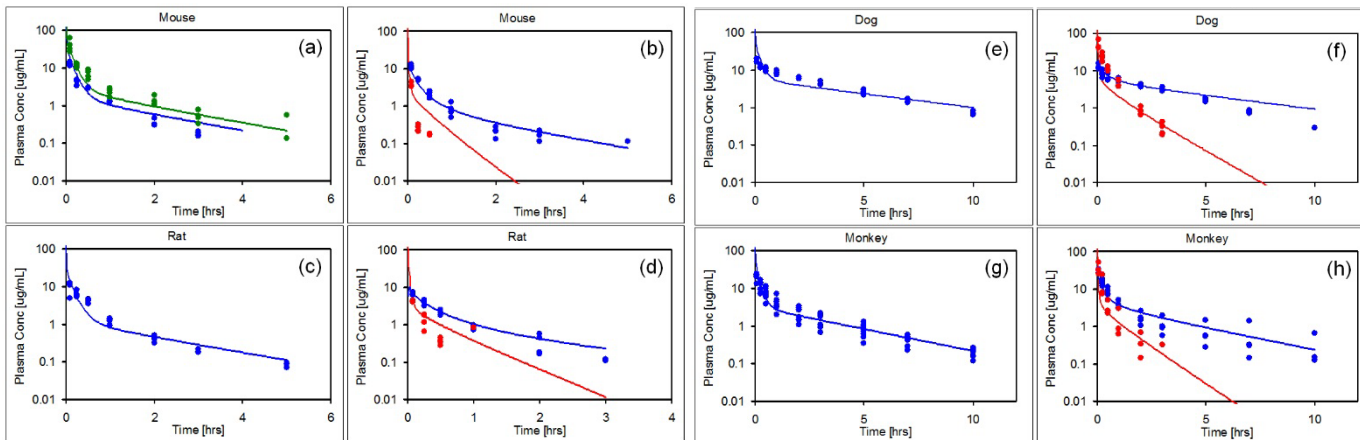 Mouse
(a)
Plasma Conc [ug/mL]
100
10
1
0.1
0.01
0
2
4
6
Time [hrs]
Mouse
(b)
Plasma Conc [ug/mL]
100
10
1
0.1
0.01
0
2
4
6
Time [hrs]
Dog
(e)
Plasma Conc [ug/mL]
100
10
1
0.1
0.01
0
5
10
Time [hrs]
Dog
(f)
Plasma Conc [ug/mL]
100
10
1
0.1
0.01
0
5
10
Time [hrs]
Rat
(c)
Plasma Conc [ug/mL]
100
10
1
0.1
0.01
0
2
4
6
Time [hrs]
Rat
(d)
Plasma Conc [ug/mL]
100
10
1
0.1
0.01
0
1
2
3
4
Time [hrs]
Monkey
(g)
Plasma Conc [ug/mL]
100
10
1
0.1
0.01
0
5
10
Time [hrs]
Monkey
(h)
Plasma Conc [ug/mL]
100
10
1
0.1
0.01
0
5
10
Time [hrs]